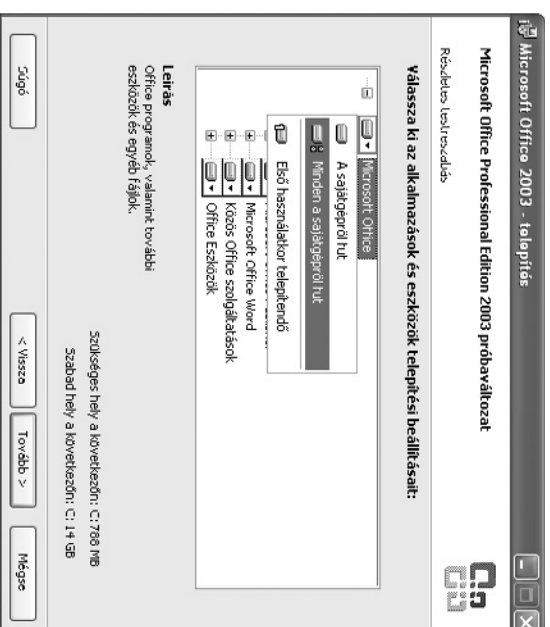 Microsoft Office 2003 - telepítés
Microsoft Office Professional Edition 2003 próbaváltozat
Részletes testreszabás
Válassza ki az alkalmazások és eszközök telepítési beállításait:
Microsoft Office
A sajátgépről fut
Minden a sajátgépről fut
Első használatkor telepítendő
Microsoft Office Word
Közös Office szolgáltatások
Office Eszközök
Leírás
Office programok, valamint további
eszközök és egyéb fájlok.
Szükséges hely a következőn: C: 788 MB
Szabad hely a következőn: C: 14 GB
Súgó
< Vissza
Tovább >
Mégse